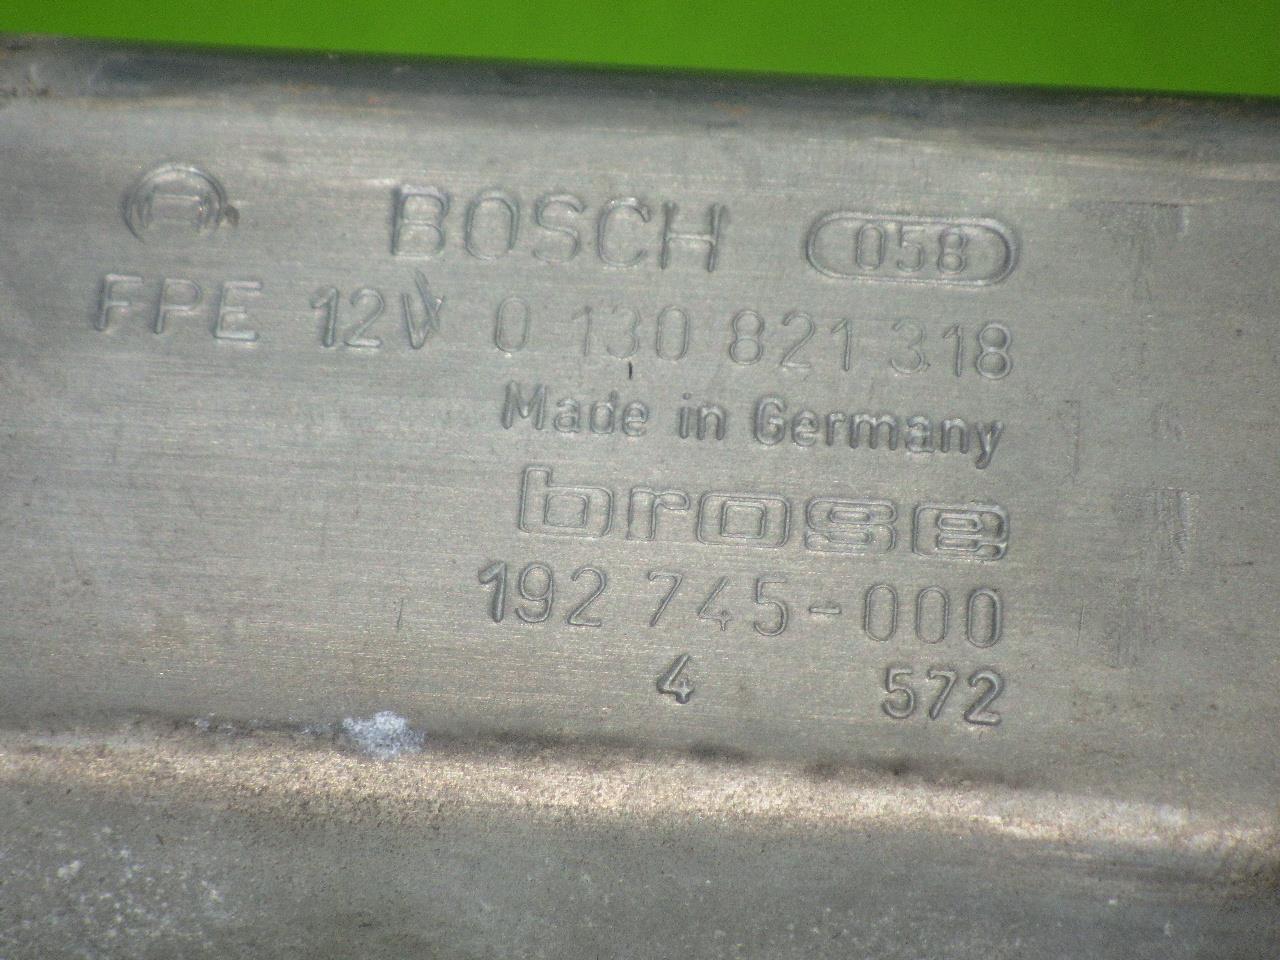 BOSCH 058
FPE 12V 0 130 821 318
Made in Germany
brose
192 745-000
4 572